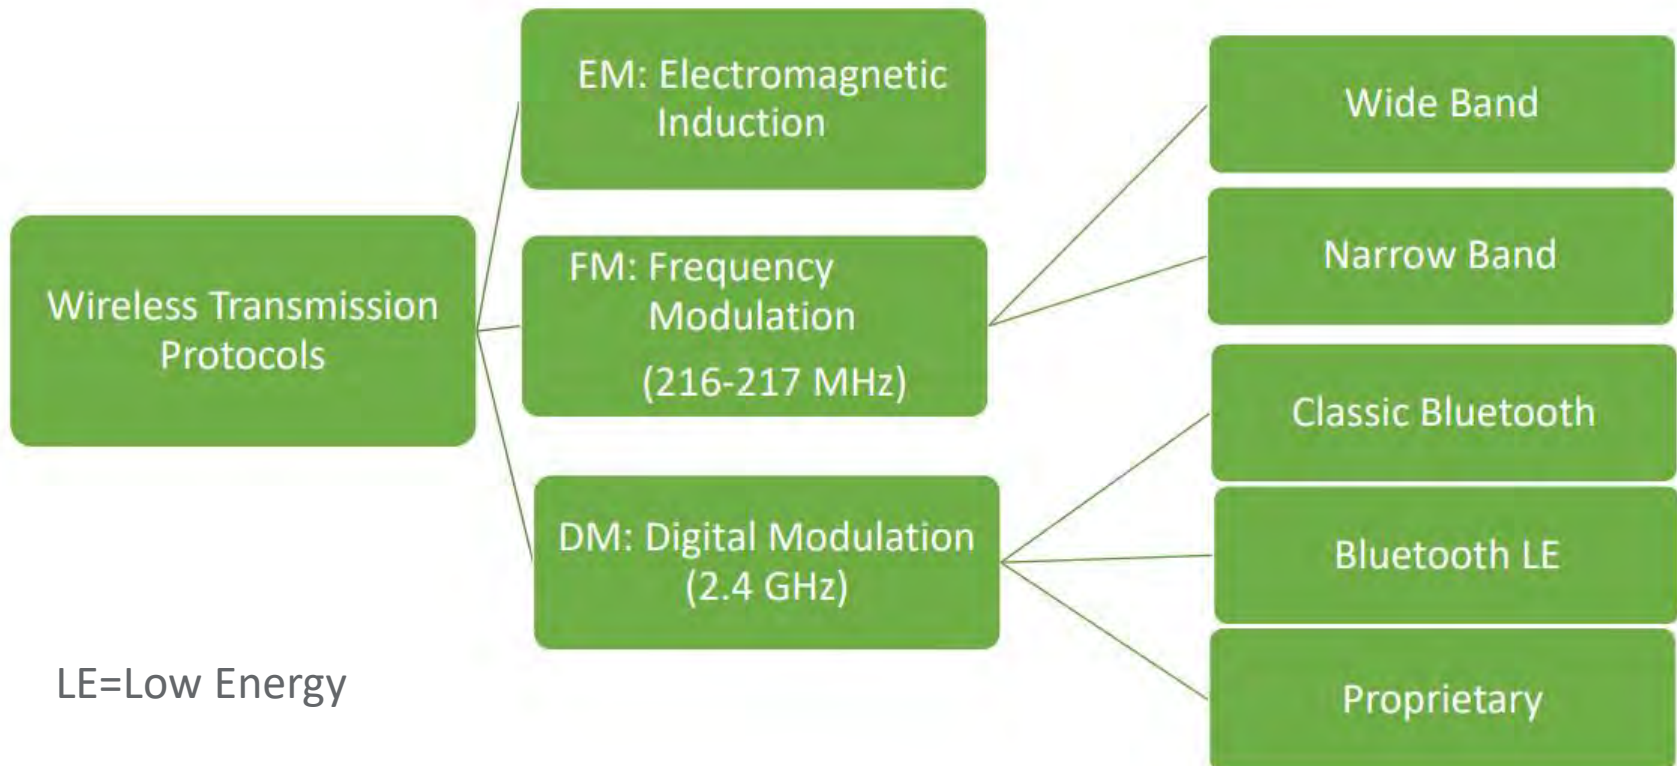 Wireless Transmission
Protocols
EM: Electromagnetic
Induction
FM: Frequency
Modulation
(216-217 MHz)
DM: Digital Modulation
(2.4 GHz)
Wide Band
Narrow Band
Classic Bluetooth
Bluetooth LE
Proprietary
LE=Low Energy